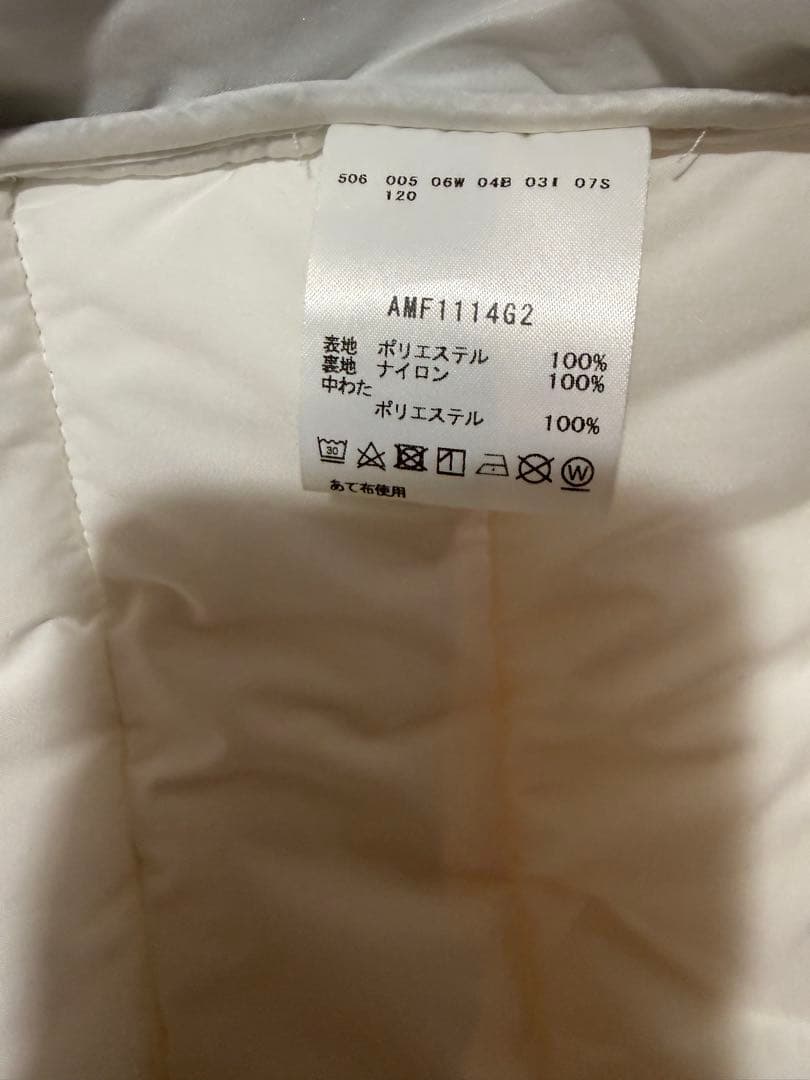 506 005 06W 04B 03I 07S
120
AMF1114G2
表地 ポリエステル 100%
裏地 ナイロン 100%
中わた
ポリエステル 100%
30
W
あて布使用